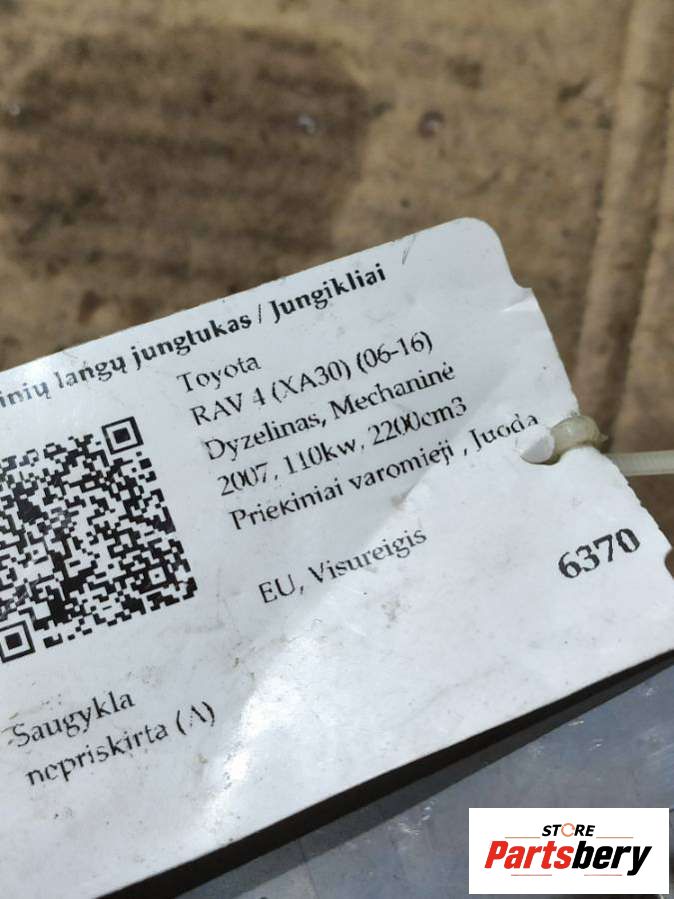 inių langų jungtukas / Jungikliai
Toyota
RAV 4 (XA30) (06-16)
Dyzelinas, Mechaninė
2007, 110kw, 2200cm3
Priekiniai varomieji , Juoda
EU, Visureigis
6370
Saugykla
nepriskirta (A)
STORE
Partsbery